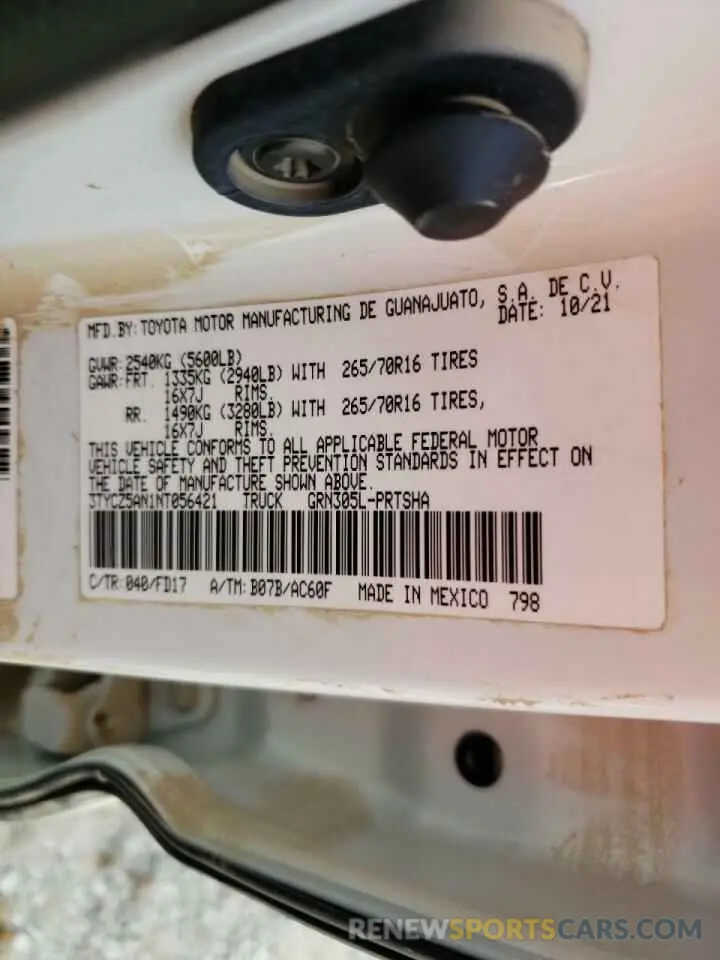 MFD.BY:TOYOTA MOTOR MANUFACTURING DE GUANAJUATO, S.A. DE C.V.
DATE: 10/21
GVWR:2540KG (5600LB)
GAWR:FRT. 1335KG (2940LB) WITH 265/70R16 TIRES
16X7J RIMS.
RR. 1490KG (3280LB) WITH 265/70R16 TIRES,
16X7J RIMS.
THIS VEHICLE CONFORMS TO ALL APPLICABLE FEDERAL MOTOR
VEHICLE SAFETY AND THEFT PREVENTION STANDARDS IN EFFECT ON
THE DATE OF MANUFACTURE SHOWN ABOVE.
3TYCZ5AN1NT056421 TRUCK GRN305L-PRTSHA
C/TR:040/FD17 A/TM:B07B/AC60F MADE IN MEXICO 798
RENEWSPORTSCARS.COM